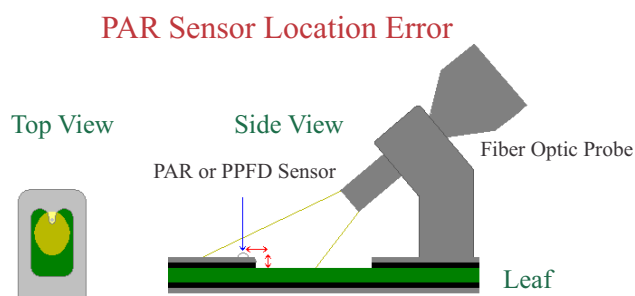 PAR Sensor Location Error
Top View
Side View
Fiber Optic Probe
PAR or PPFD Sensor
Leaf